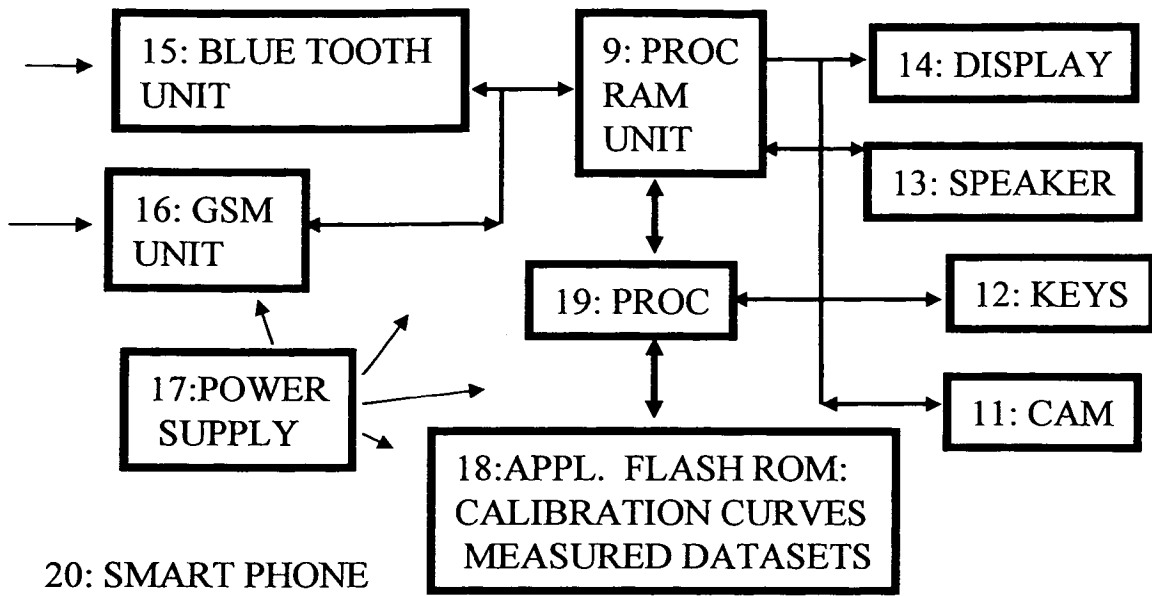 15: BLUE TOOTH
UNIT
9: PROC
RAM
UNIT
14: DISPLAY
13: SPEAKER
16: GSM
UNIT
19: PROC
12: KEYS
17:POWER
SUPPLY
11: CAM
18:APPL. FLASH ROM:
CALIBRATION CURVES
MEASURED DATASETS
20: SMART PHONE